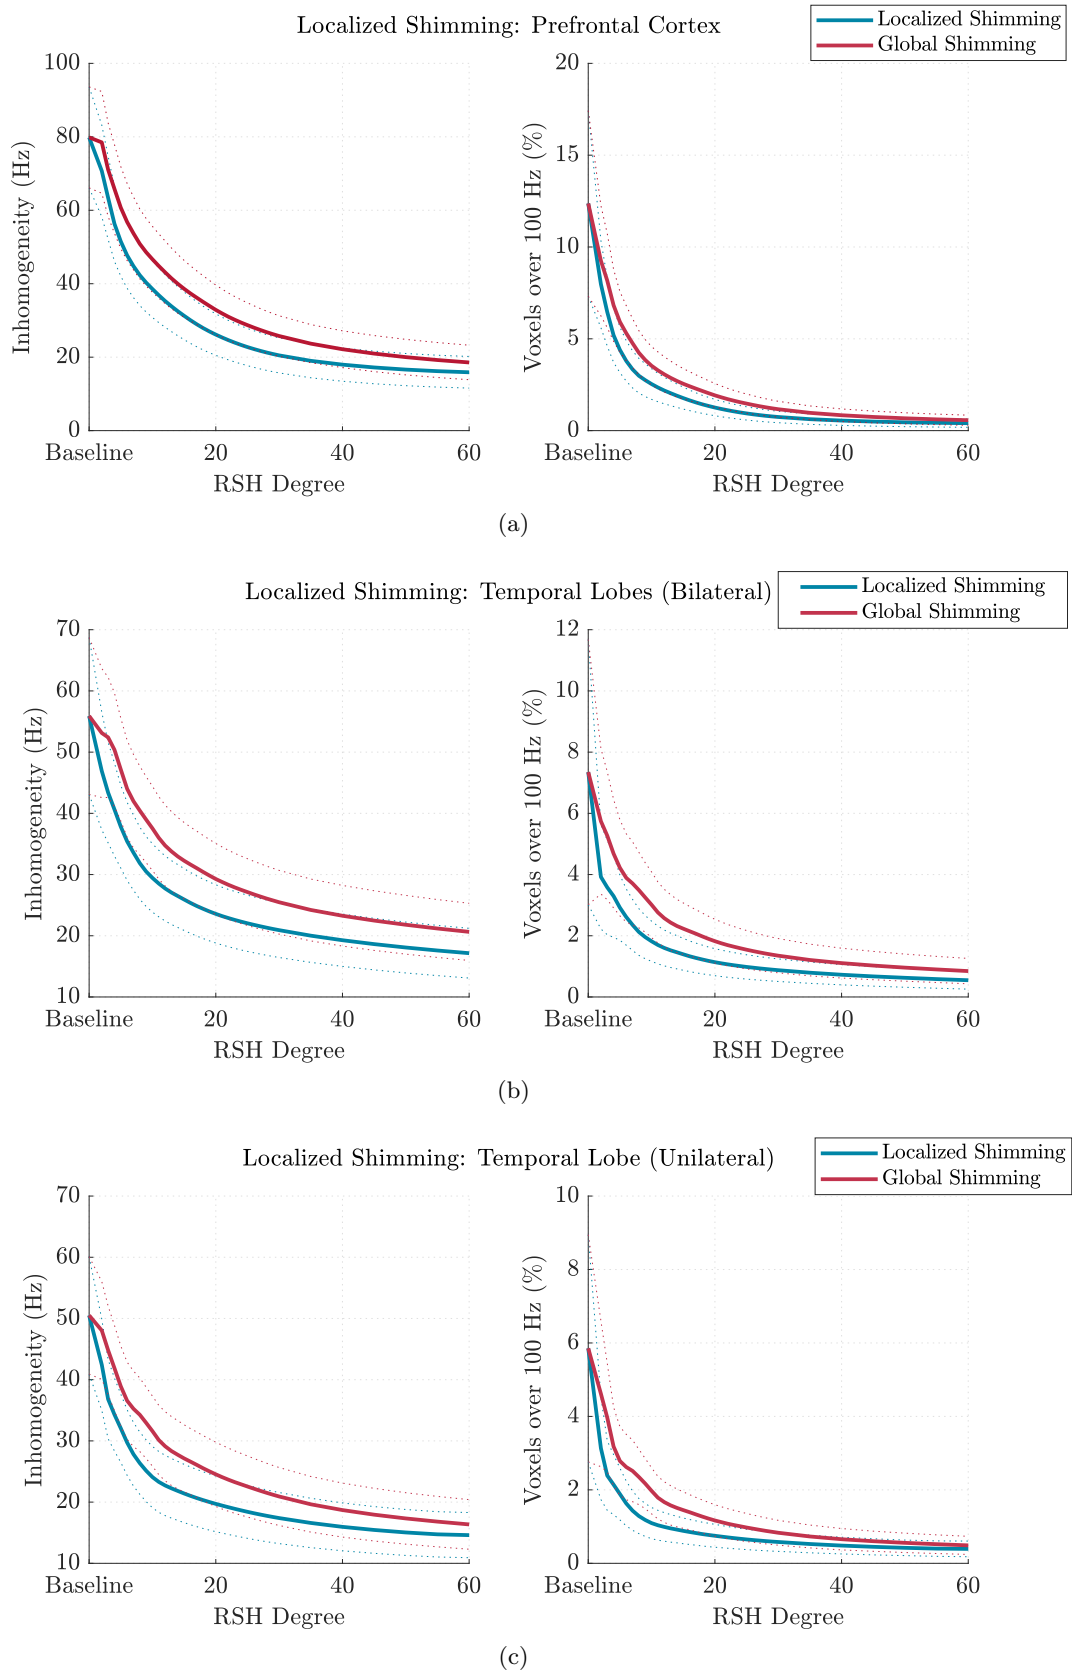 Localized Shimming: Prefrontal Cortex
Localized Shimming
Global Shimming
Inhomogeneity (Hz)
100
80
60
40
20
0
Baseline 20 40 60
RSH Degree
Voxels over 100 Hz (%)
20
15
10
5
0
Baseline 20 40 60
RSH Degree
(a)
Localized Shimming: Temporal Lobes (Bilateral)
Localized Shimming
Global Shimming
Inhomogeneity (Hz)
70
60
50
40
30
20
10
Baseline 20 40 60
RSH Degree
Voxels over 100 Hz (%)
12
10
8
6
4
2
0
Baseline 20 40 60
RSH Degree
(b)
Localized Shimming: Temporal Lobe (Unilateral)
Localized Shimming
Global Shimming
Inhomogeneity (Hz)
70
60
50
40
30
20
10
Baseline 20 40 60
RSH Degree
Voxels over 100 Hz (%)
10
8
6
4
2
0
Baseline 20 40 60
RSH Degree
(c)